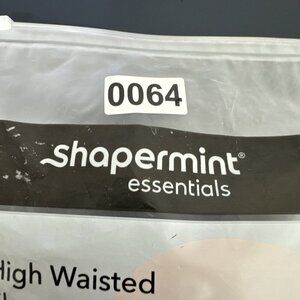 0064
shapermint®
essentials
High Waisted